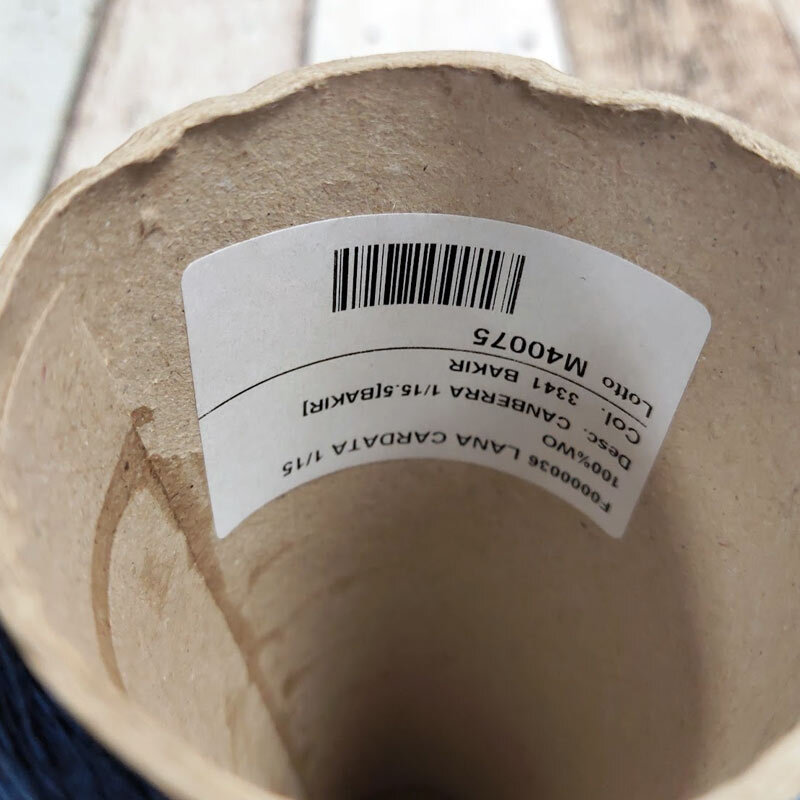 F0000036 LANA CARDATA 1/15
100%WO
Desc. CANBERRA 1/15.5[BAKIR]
Col. 3341 BAKIR
Lotto M40075